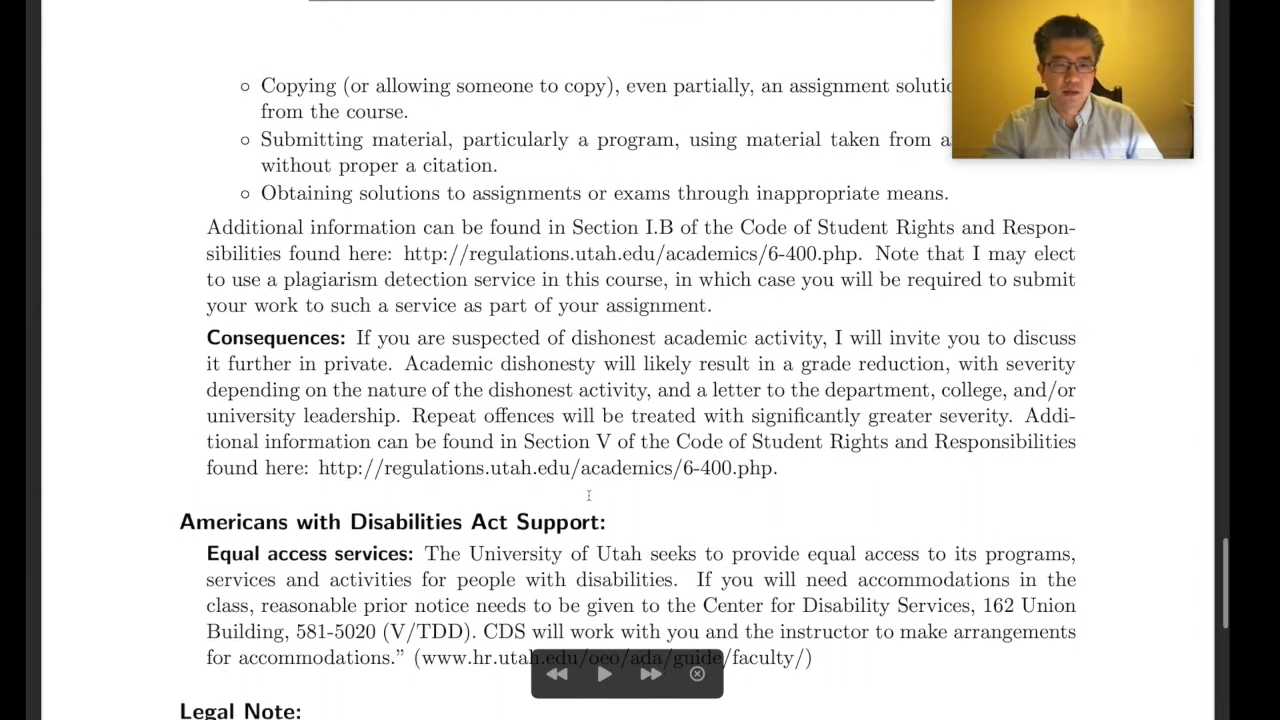 Copying (or allowing someone to copy), even partially, an assignment
from the course.
Submitting material, particularly a program, using material taken from
without proper a citation.
Obtaining solutions to assignments or exams through inappropriate means.
Additional information can be found in Section I.B of the Code of Student Rights and Respon-
sibilities found here: http://regulations.utah.edu/academics/6-400.php. Note that I may elect
to use a plagiarism detection service in this course, in which case you will be required to submit
your work to such a service as part of your assignment.
Consequences: If you are suspected of dishonest academic activity, I will invite you to discuss
it further in private. Academic dishonesty will likely result in a grade reduction, with severity
depending on the nature of the dishonest activity, and a letter to the department, college, and/or
university leadership. Repeat offences will be treated with significantly greater severity. Addi-
tional information can be found in Section V of the Code of Student Rights and Responsibilities
found here: http://regulations.utah.edu/academics/6-400.php.
Americans with Disabilities Act Support:
Equal access services: The University of Utah seeks to provide equal access to its programs,
services and activities for people with disabilities. If you will need accommodations in the
class, reasonable prior notice needs to be given to the Center for Disability Services, 162 Union
Building, 581-5020 (V/TDD). CDS will work with you and the instructor to make arrangements
for accommodations.” (www.hr.utah.edu/oeo/ada/guide/faculty/)
Legal Note: